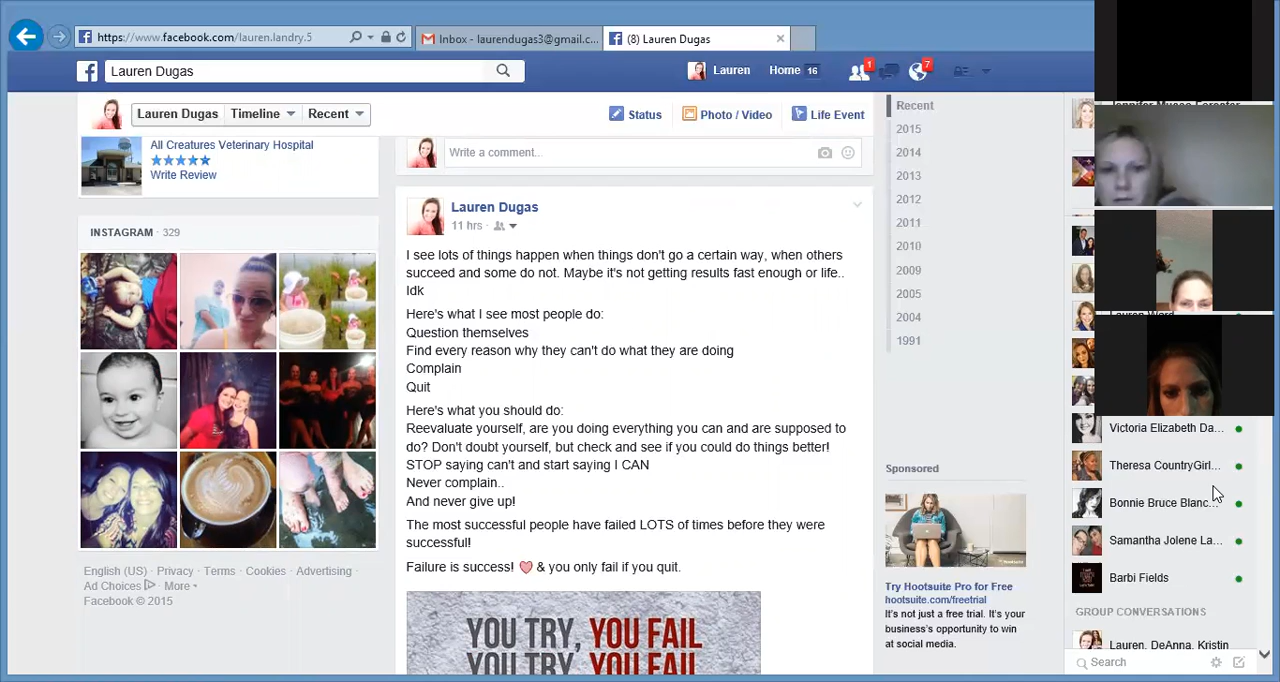 https://www.facebook.com/lauren.landry.5
Inbox - laurendugas3@gmail.c...
(8) Lauren Dugas
Lauren Dugas
Lauren
Home 16
1
7
Lauren Dugas
Timeline
Recent
Status
Photo / Video
Life Event
All Creatures Veterinary Hospital
Write Review
INSTAGRAM · 329
English (US) · Privacy · Terms · Cookies · Advertising ·
Ad Choices · More
Facebook © 2015
Write a comment...
Lauren Dugas
11 hrs ·
I see lots of things happen when things don't go a certain way, when others
succeed and some do not. Maybe it's not getting results fast enough or life..
Idk
Here's what I see most people do:
Question themselves
Find every reason why they can't do what they are doing
Complain
Quit
Here's what you should do:
Reevaluate yourself, are you doing everything you can and are supposed to
do? Don't doubt yourself, but check and see if you could do things better!
STOP saying can't and start saying I CAN
Never complain..
And never give up!
The most successful people have failed LOTS of times before they were
successful!
Failure is success! & you only fail if you quit.
YOU TRY, YOU FAIL
YOU TRY, YOU FAIL
Recent
2015
2014
2013
2012
2011
2010
2009
2005
2004
1991
Sponsored
Try Hootsuite Pro for Free
hootsuite.com/freetrial
It's not just a free trial. It's your
business's opportunity to win
at social media.
Lauren Word
Victoria Elizabeth Da...
Theresa CountryGirl...
Bonnie Bruce Blanc...
Samantha Jolene La...
Barbi Fields
GROUP CONVERSATIONS
Lauren, DeAnna, Kristin
Search